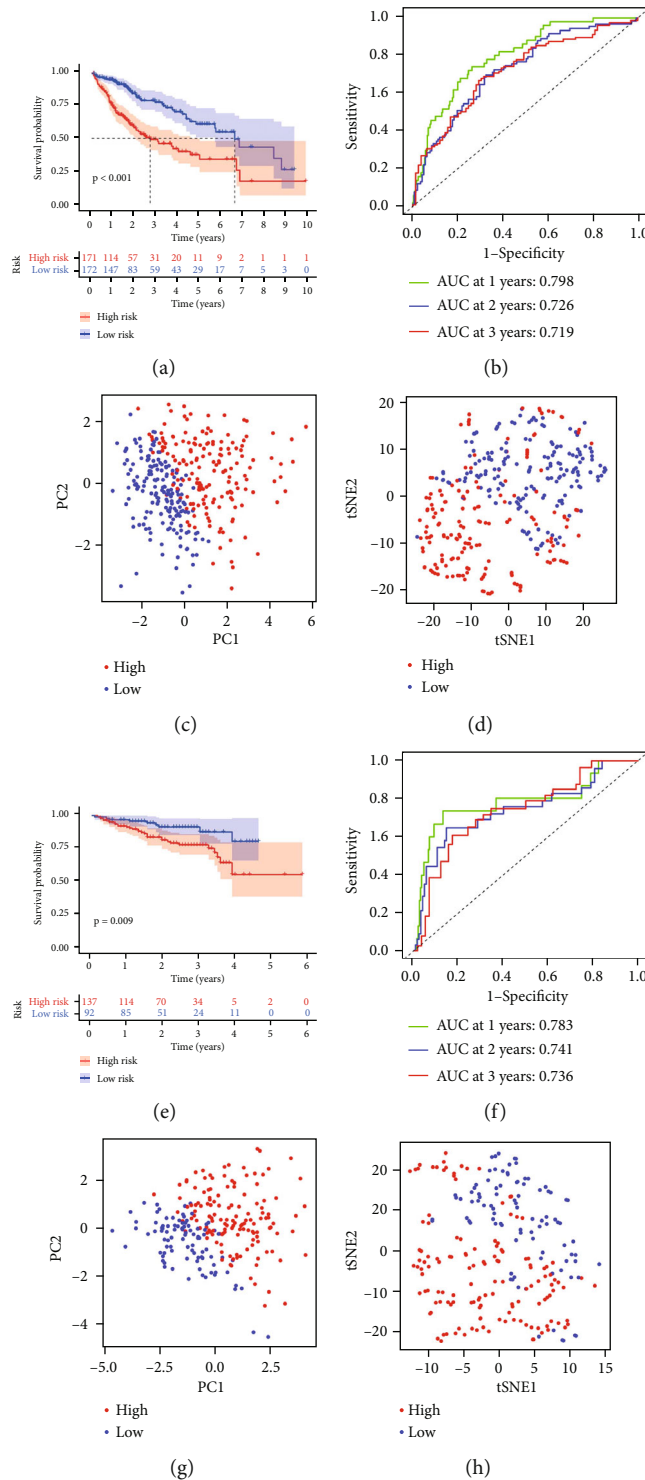 1.00
0.75
0.50
0.25
0.00
Survival probability
p < 0.001
0 1 2 3 4 5 6 7 8 9 10
Time (years)
Risk
High risk 171 114 57 31 20 11 9 2 1 1 1
Low risk 172 147 83 59 43 29 17 7 5 3 0
0 1 2 3 4 5 6 7 8 9 10
Time (years)
High risk
Low risk
(a)
1.0
0.8
1.6
0.4
0.2
0.0
Sensitivity
0.0 0.2 0.4 0.6 0.8 1.0
1–Specificity
AUC at 1 years: 0.798
AUC at 2 years: 0.726
AUC at 3 years: 0.719
(b)
2
0
−2
PC2
−2 0 2 4 6
PC1
High
Low
(c)
20
10
0
−10
−20
tSNE2
−20 −10 0 10 20
tSNE1
High
Low
(d)
1.00
0.75
0.50
0.25
0.00
Survival probability
p = 0.009
0 1 2 3 4 5 6
Time (years)
Risk
High risk 137 114 70 34 5 2 0
Low risk 92 85 51 24 11 0 0
0 1 2 3 4 5 6
Time (years)
High risk
Low risk
(e)
1.0
0.8
1.6
0.4
0.2
0.0
Sensitivity
0.0 0.2 0.4 0.6 0.8 1.0
1–Specificity
AUC at 1 years: 0.783
AUC at 2 years: 0.741
AUC at 3 years: 0.736
(f)
2
0
−2
−4
PC2
−5.0 −2.5 0.0 2.5
PC1
High
Low
(g)
20
20
0
−10
−20
tSNE2
−10 −5 0 5 10 15
tSNE1
High
Low
(h)